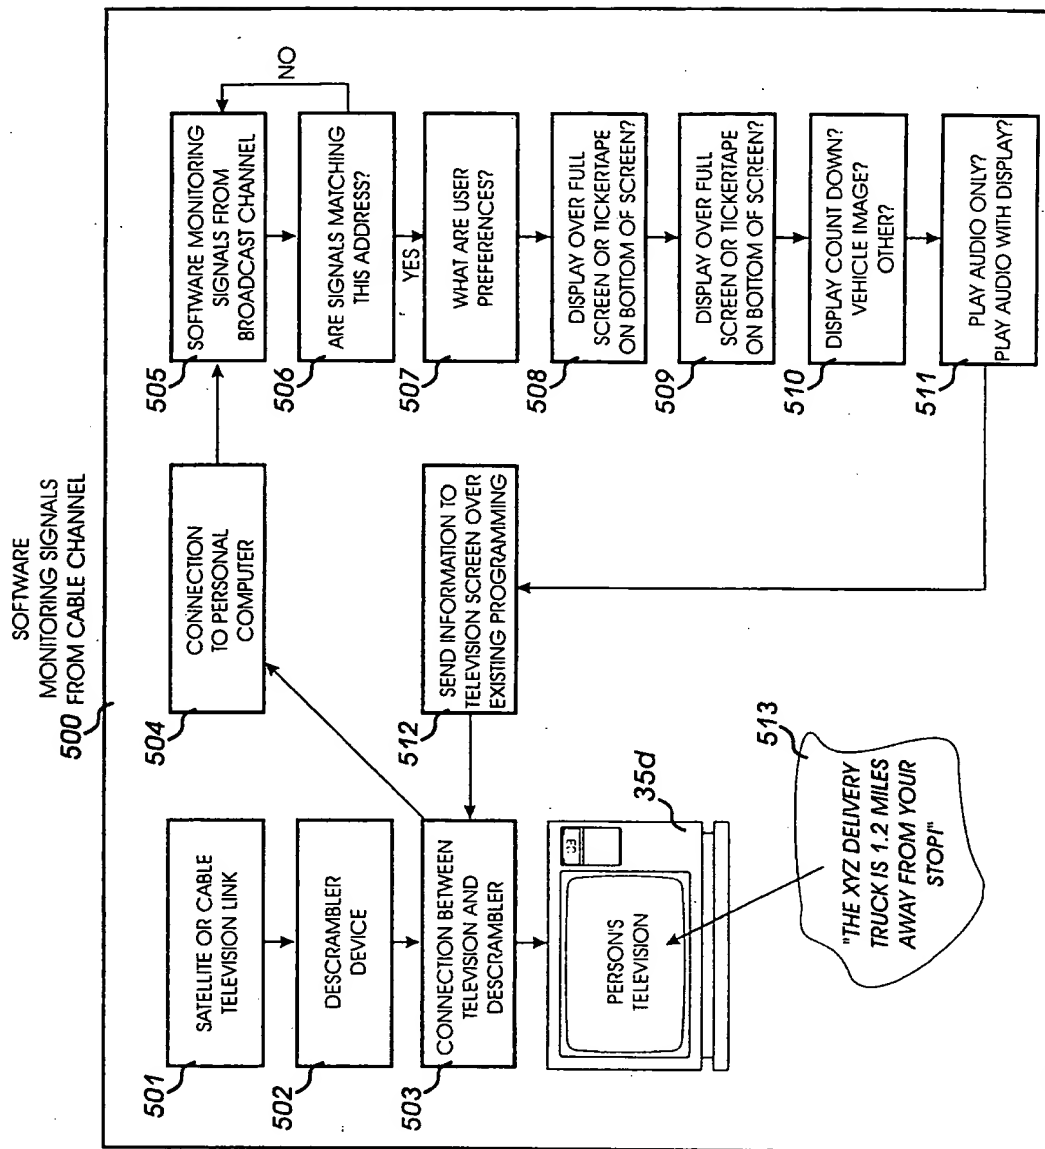 SOFTWARE
MONITORING SIGNALS
FROM CABLE CHANNEL
500
501
SATELLITE OR CABLE
TELEVISION LINK
502
DESCRAMBLER
DEVICE
503
CONNECTION BETWEEN
TELEVISION AND
DESCRAMBLER
35d
PERSON'S
TELEVISION
03
513
"THE XYZ DELIVERY
TRUCK IS 1.2 MILES
AWAY FROM YOUR
STOP!"
504
CONNECTION
TO PERSONAL
COMPUTER
512
SEND INFORMATION TO
TELEVISION SCREEN OVER
EXISTING PROGRAMMING
505
SOFTWARE MONITORING
SIGNALS FROM
BROADCAST CHANNEL
NO
506
ARE SIGNALS MATCHING
THIS ADDRESS?
YES
507
WHAT ARE USER
PREFERENCES?
508
DISPLAY OVER FULL
SCREEN OR TICKERTAPE
ON BOTTOM OF SCREEN?
509
DISPLAY OVER FULL
SCREEN OR TICKERTAPE
ON BOTTOM OF SCREEN?
510
DISPLAY COUNT DOWN?
VEHICLE IMAGE?
OTHER?
511
PLAY AUDIO ONLY?
PLAY AUDIO WITH DISPLAY?